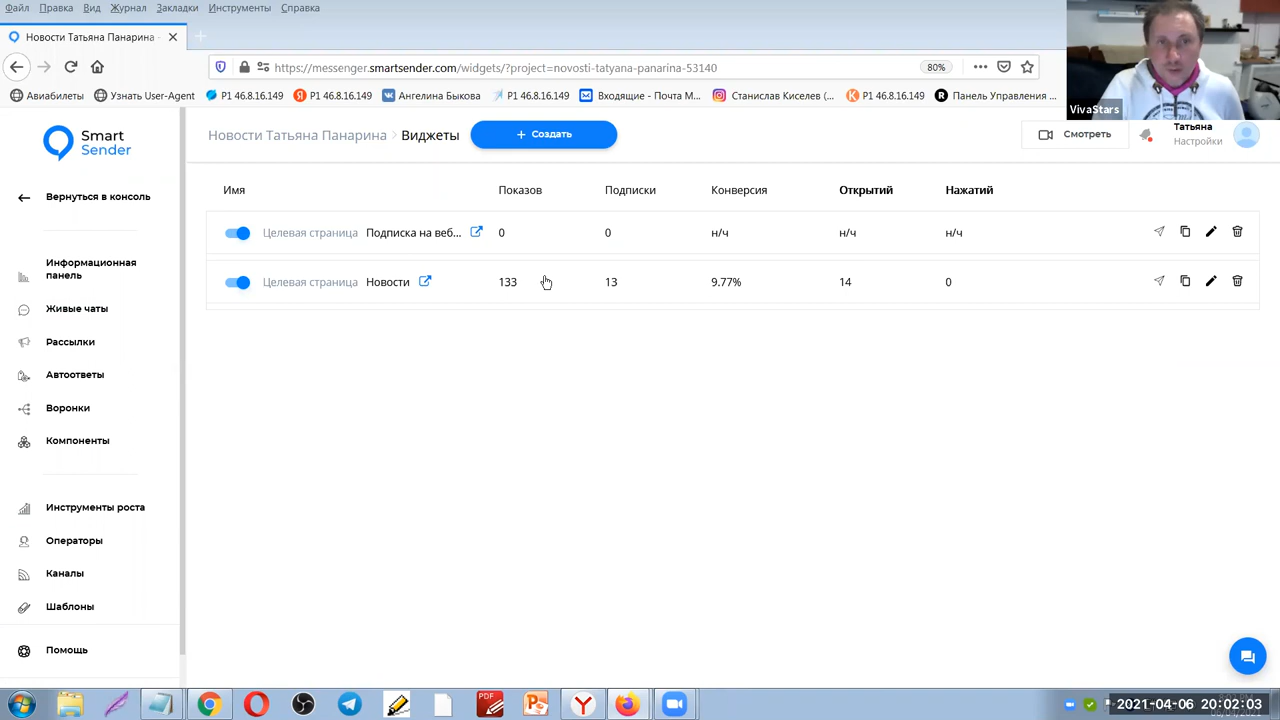 Файл Правка Вид Журнал Закладки Инструменты Справка
Новости Татьяна Панарина -
https://messenger.smartsender.com/widgets/?project=novosti-tatyana-panarina-53140
80%
Авиабилеты Узнать User-Agent Р1 46.8.16.149 Р1 46.8.16.149 Ангелина Быкова Р1 46.8.16.149 Входящие - Почта М... Станислав Киселев (... Р1 46.8.16.149 Панель Управления ...
VivaStars
Smart
Sender
Новости Татьяна Панарина > Виджеты
+ Создать
Смотреть
Татьяна
Настройки
Вернуться в консоль
Информационная
панель
Живые чаты
Рассылки
Автоответы
Воронки
Компоненты
Инструменты роста
Операторы
Каналы
Шаблоны
Помощь
Имя Показов Подписки Конверсия Открытий Нажатий
Целевая страница Подписка на веб... 0 0 н/ч н/ч н/ч
Целевая страница Новости 133 13 9.77% 14 0
PDF
2021-04-06 20:02:03